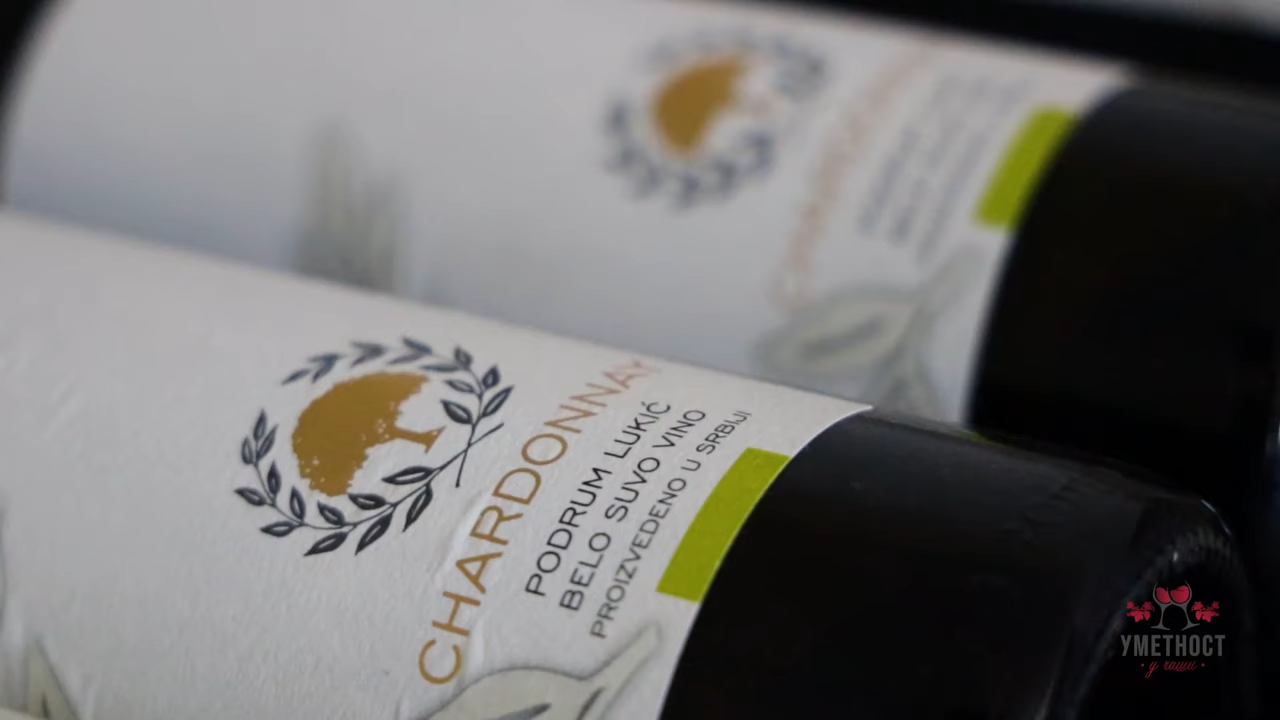 CHARDONNAY
PODRUM LUKIĆ
BELO SUVO VINO
PROIZVEDENO U SRBIJI
УМЕТНОСТ
у чаши